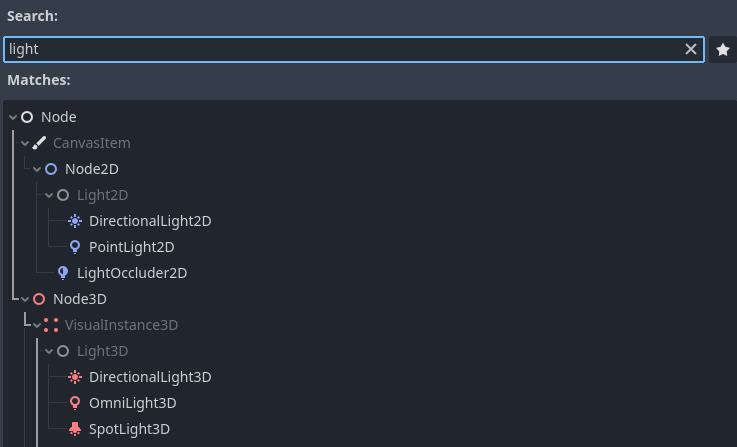 Search:
light
Matches:
Node
CanvasItem
Node2D
Light2D
DirectionalLight2D
PointLight2D
LightOccluder2D
Node3D
VisualInstance3D
Light3D
DirectionalLight3D
OmniLight3D
SpotLight3D